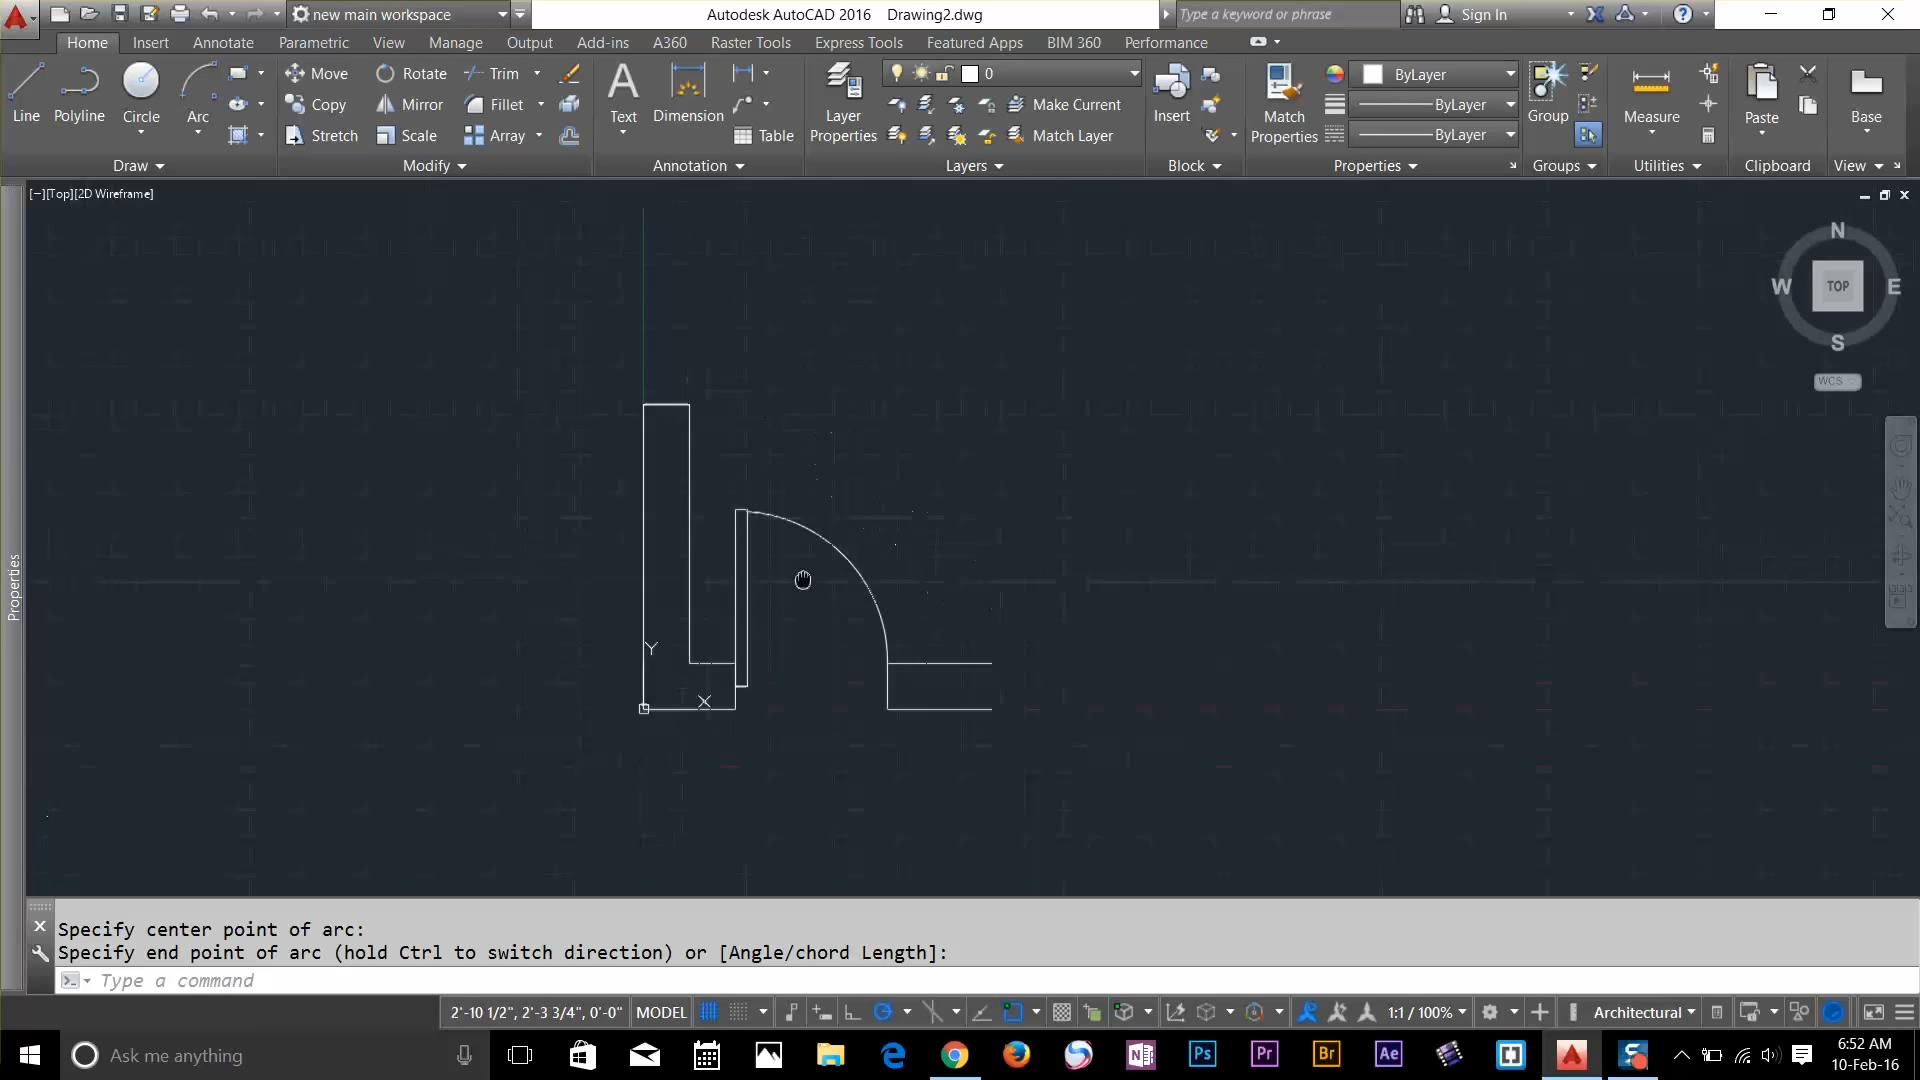 new main workspace
Autodesk AutoCAD 2016 Drawing2.dwg
Type a keyword or phrase
Sign In
Home Insert Annotate Parametric View Manage Output Add-ins A360 Raster Tools Express Tools Featured Apps BIM 360 Performance
Line Polyline Circle Arc
Move Rotate Trim
Copy Mirror Fillet
Stretch Scale Array
Text Dimension
Table
Layer Properties
0
Make Current
Match Layer
Insert
Match Properties
ByLayer
ByLayer
ByLayer
Group
Measure
Paste
Base
Draw Modify Annotation Layers Block Properties Groups Utilities Clipboard View
[−][Top][2D Wireframe]
N
W TOP E
S
WCS
Properties
Y
X
Specify center point of arc:
Specify end point of arc (hold Ctrl to switch direction) or [Angle/chord Length]:
Type a command
2'-10 1/2", 2'-3 3/4", 0'-0" MODEL 1:1 / 100% Architectural
Ask me anything
N Ps Pr Br Ae
6:52 AM
10-Feb-16